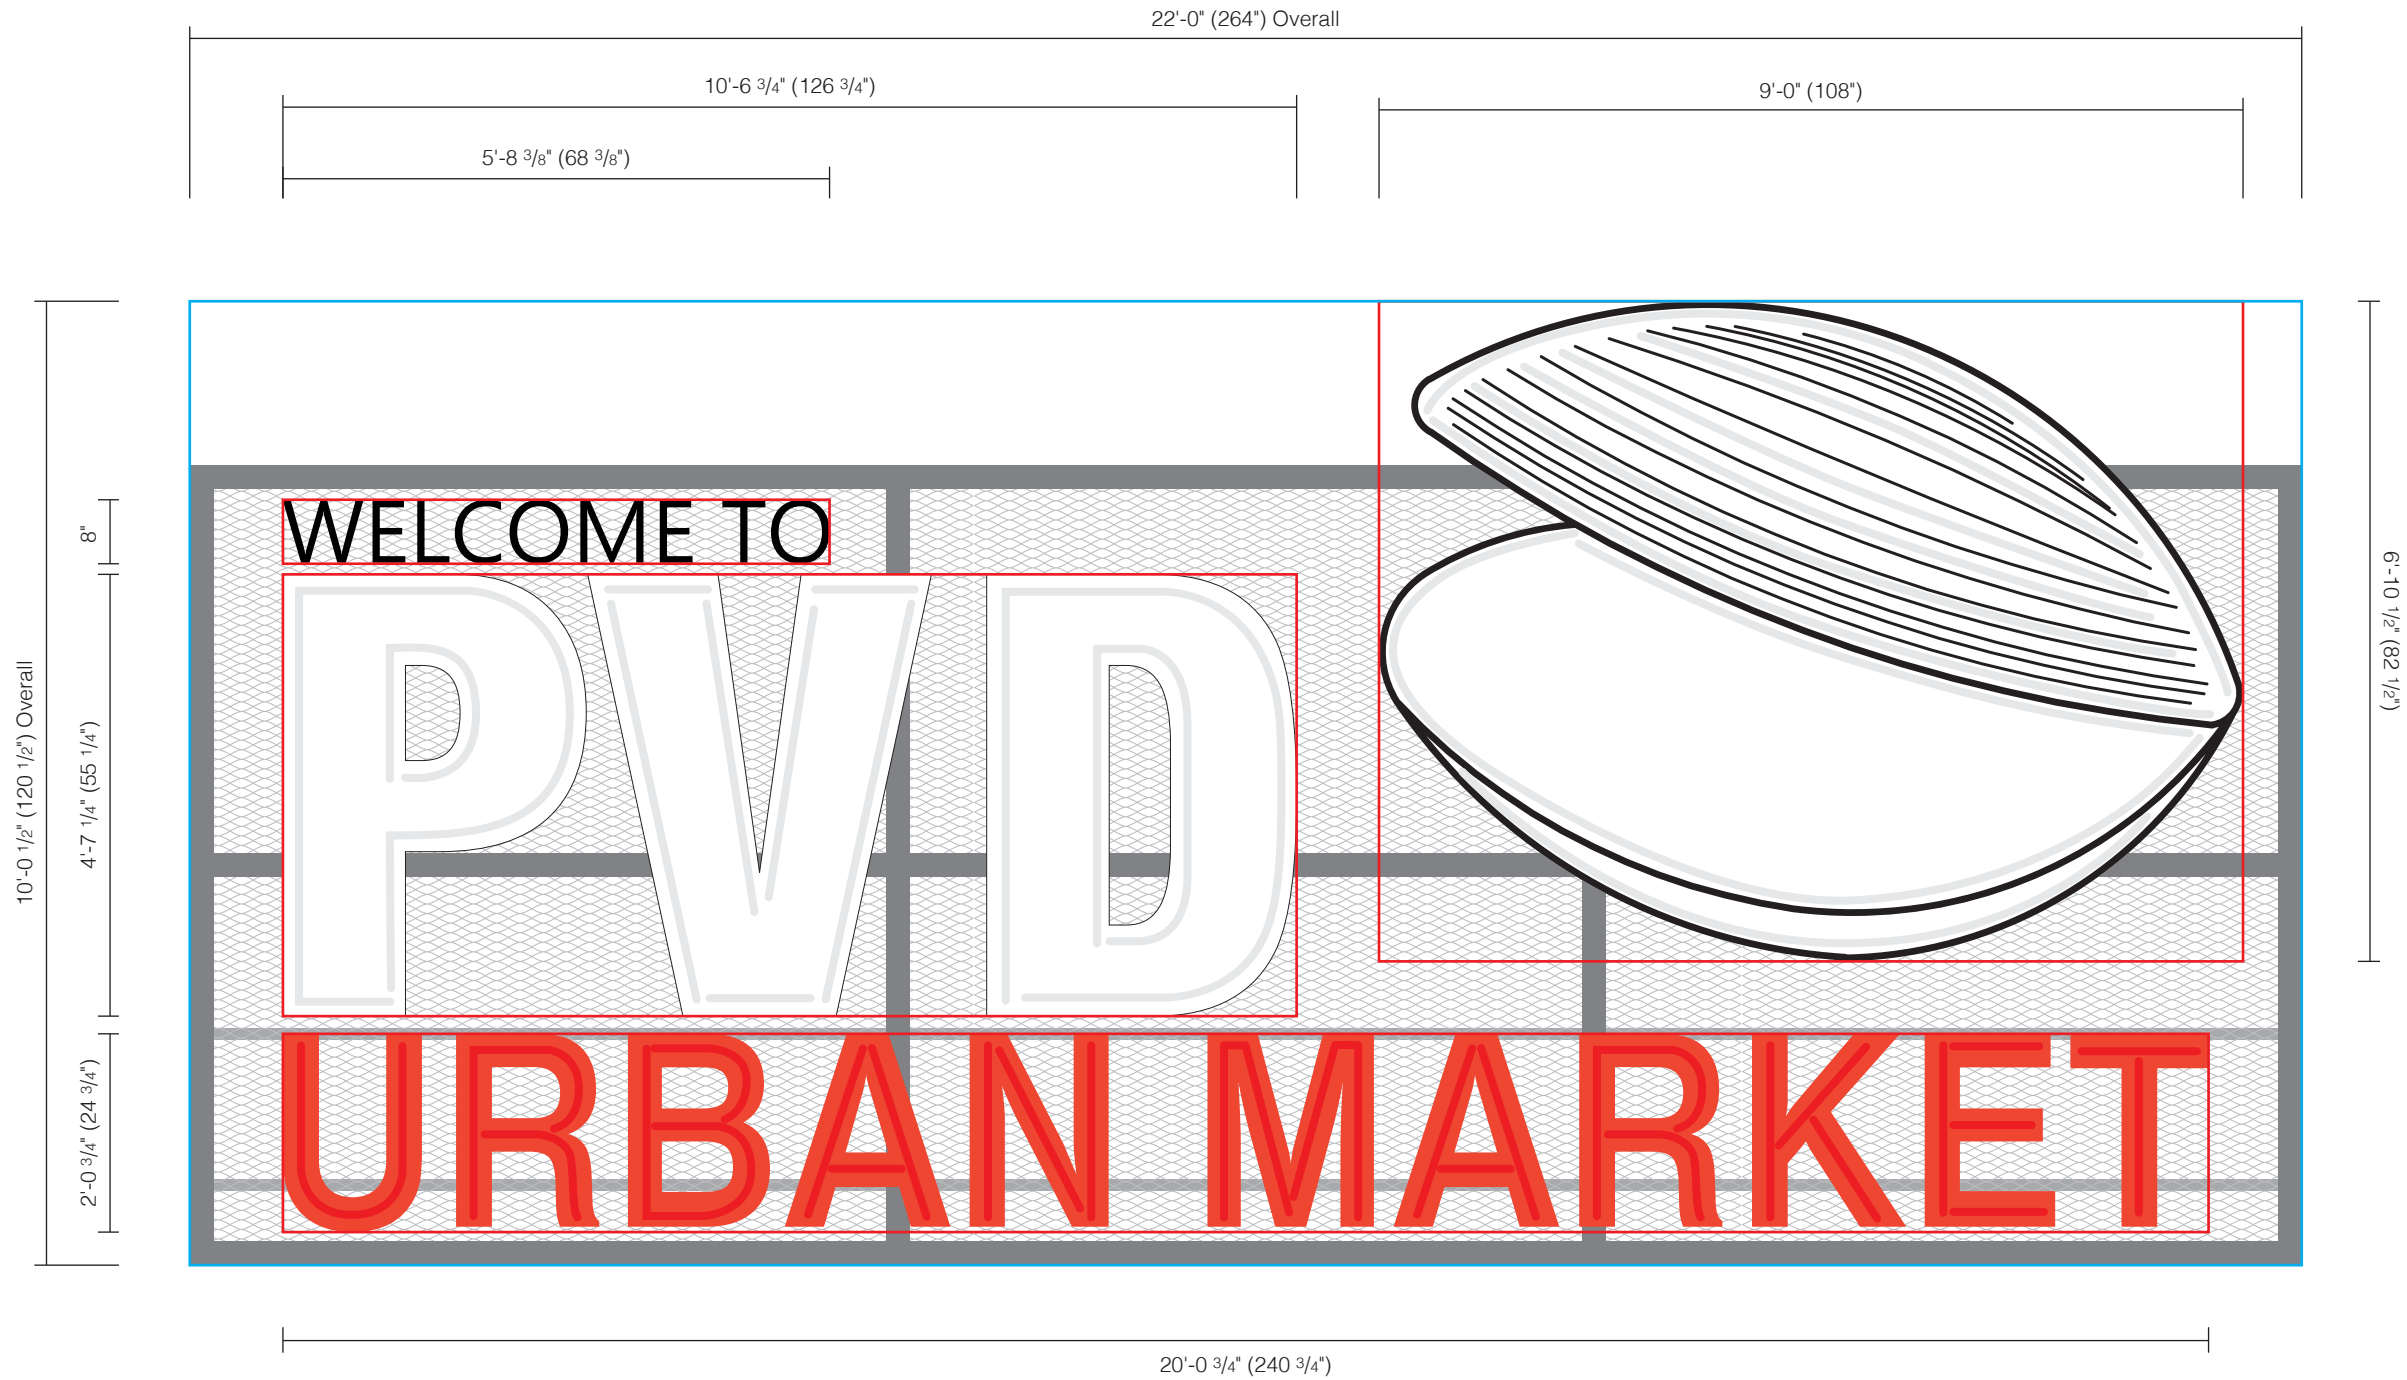 22'-0" (264") Overall
10'-6 3/4" (126 3/4")
9'-0" (108")
5'-8 3/8" (68 3/8")
8"
WELCOME TO
6'-10 1/2" (82 1/2")
10'-0 1/2" (120 1/2") Overall
4'-7 1/4" (55 1/4")
PVD
2'-0 3/4" (24 3/4")
URBAN MARKET
20'-0 3/4" (240 3/4")